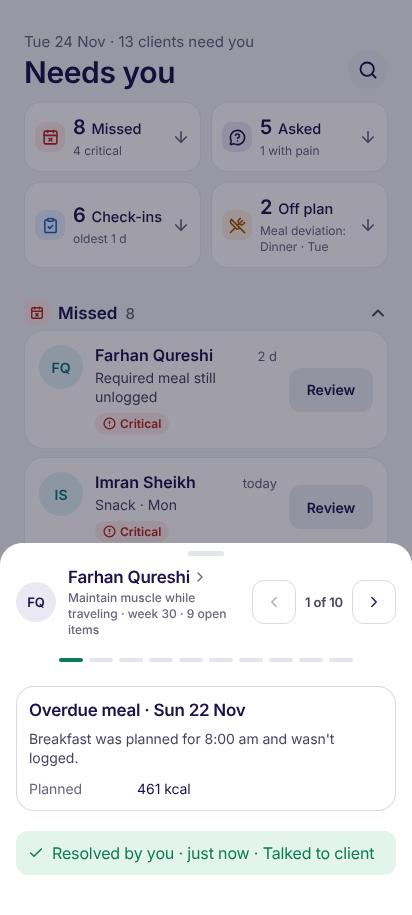 Tue 24 Nov · 13 clients need you
Needs you
8 Missed
4 critical
5 Asked
1 with pain
6 Check-ins
oldest 1 d
2 Off plan
Meal deviation:
Dinner · Tue
Missed 8
FQ
Farhan Qureshi
2 d
Required meal still
unlogged
Critical
Review
IS
Imran Sheikh
today
Snack · Mon
Critical
Review
FQ
Farhan Qureshi
Maintain muscle while
traveling · week 30 · 9 open
items
1 of 10
Overdue meal · Sun 22 Nov
Breakfast was planned for 8:00 am and wasn't
logged.
Planned 461 kcal
Resolved by you · just now · Talked to client